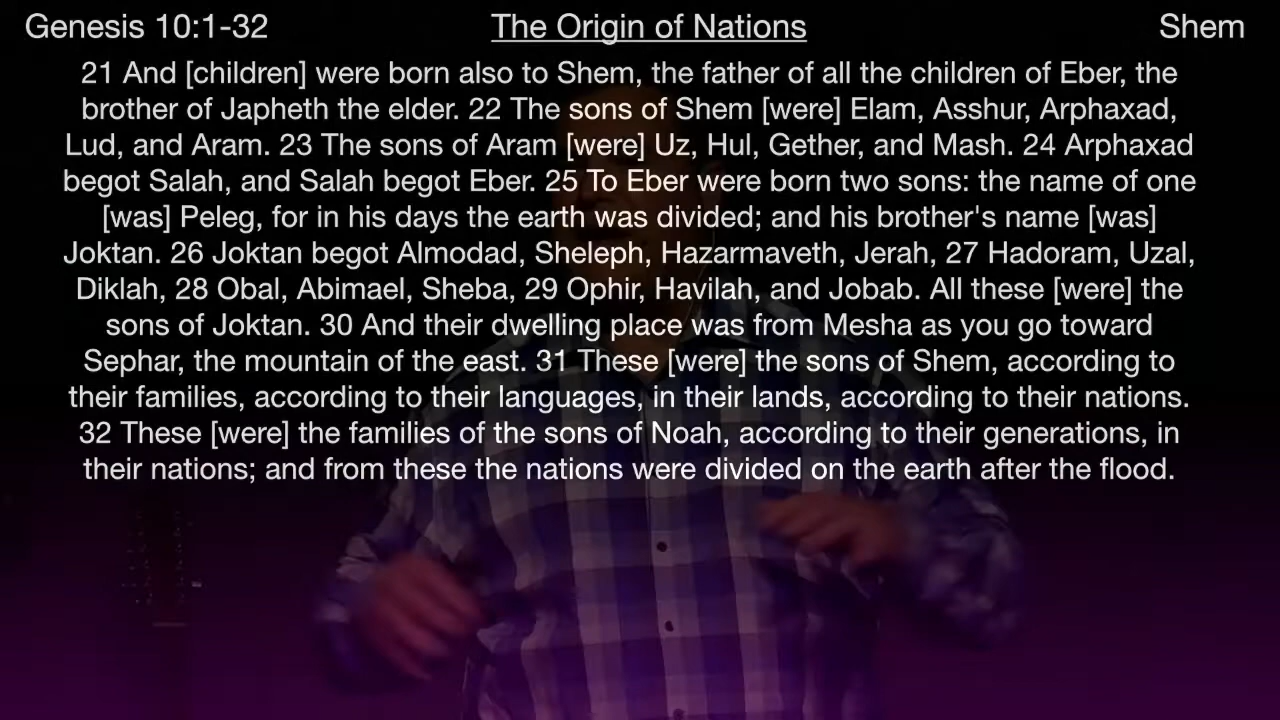 Genesis 10:1-32 The Origin of Nations Shem
21 And [children] were born also to Shem, the father of all the children of Eber, the
brother of Japheth the elder. 22 The sons of Shem [were] Elam, Asshur, Arphaxad,
Lud, and Aram. 23 The sons of Aram [were] Uz, Hul, Gether, and Mash. 24 Arphaxad
begot Salah, and Salah begot Eber. 25 To Eber were born two sons: the name of one
[was] Peleg, for in his days the earth was divided; and his brother's name [was]
Joktan. 26 Joktan begot Almodad, Sheleph, Hazarmaveth, Jerah, 27 Hadoram, Uzal,
Diklah, 28 Obal, Abimael, Sheba, 29 Ophir, Havilah, and Jobab. All these [were] the
sons of Joktan. 30 And their dwelling place was from Mesha as you go toward
Sephar, the mountain of the east. 31 These [were] the sons of Shem, according to
their families, according to their languages, in their lands, according to their nations.
32 These [were] the families of the sons of Noah, according to their generations, in
their nations; and from these the nations were divided on the earth after the flood.